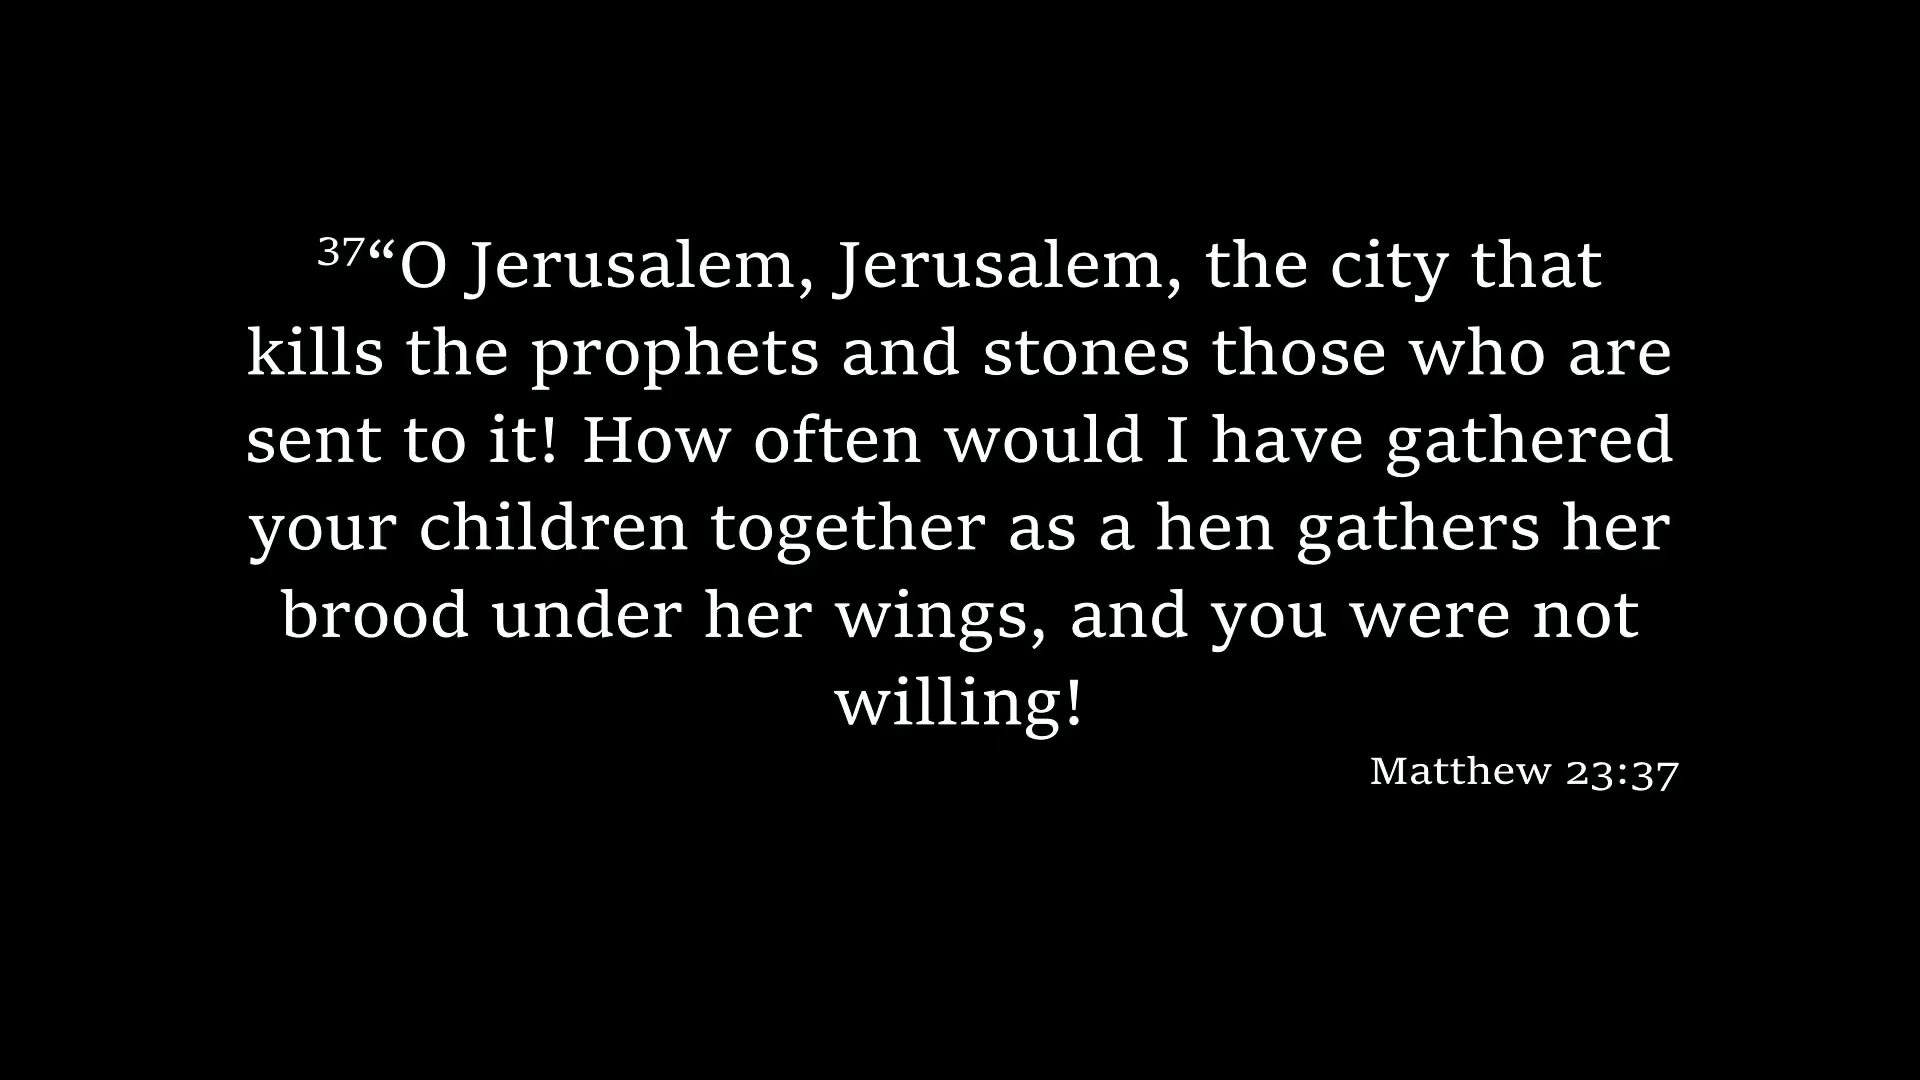 ³⁷“O Jerusalem, Jerusalem, the city that
kills the prophets and stones those who are
sent to it! How often would I have gathered
your children together as a hen gathers her
brood under her wings, and you were not
willing!
Matthew 23:37